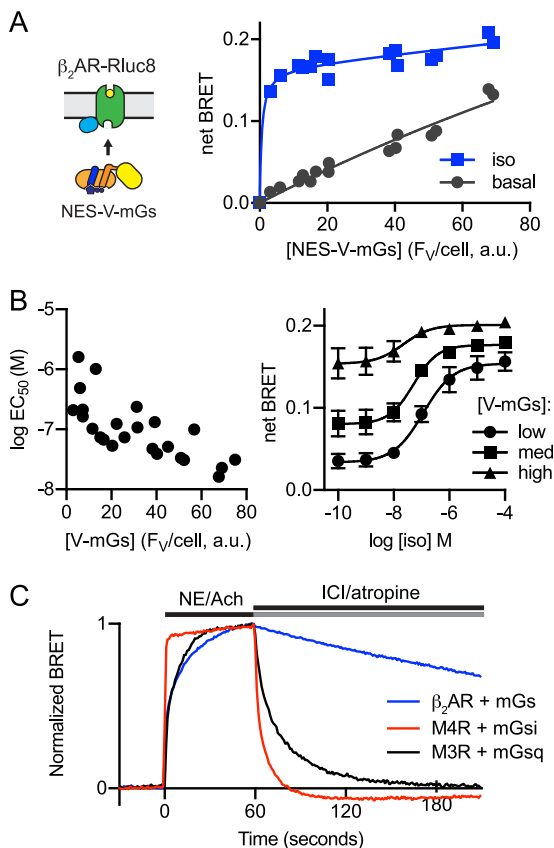 A
β₂AR-Rluc8
NES-V-mGs
net BRET
0.2
0.1
0.0
0 20 40 60 80
[NES-V-mGs] (F_V/cell, a.u.)
iso
basal
B
log EC₅₀ (M)
-5
-6
-7
-8
0 20 40 60 80
[V-mGs] (F_V/cell, a.u.)
net BRET
0.2
0.1
0.0
-10 -8 -6 -4
log [iso] M
[V-mGs]:
low
med
high
C
NE/Ach
ICI/atropine
Normalized BRET
1
0
0 60 120 180
Time (seconds)
β₂AR + mGs
M4R + mGsi
M3R + mGsq